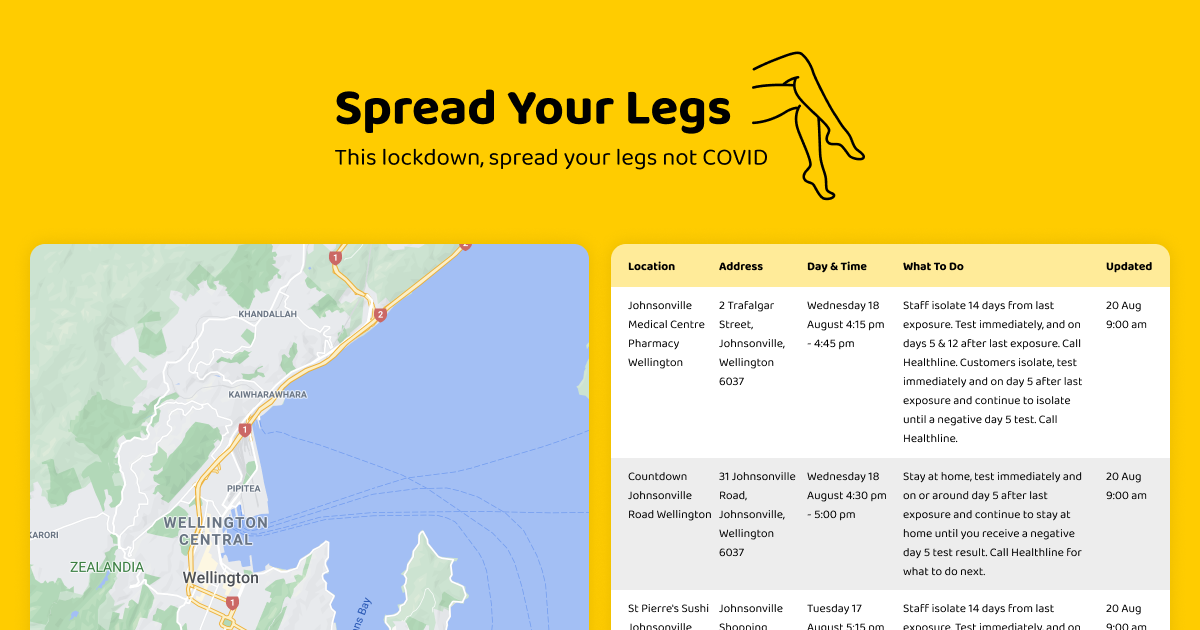 Spread Your Legs
This lockdown, spread your legs not COVID
1
2
2
KHANDALLAH
KAIWHARAWHARA
1
PIPITEA
WELLINGTON
CENTRAL
KARORI
ZEALANDIA
Wellington
1
ns Bay
Location Address Day & Time What To Do Updated
Johnsonville 2 Trafalgar Wednesday 18 Staff isolate 14 days from last 20 Aug
Medical Centre Street, August 4:15 pm exposure. Test immediately, and on 9:00 am
Pharmacy Johnsonville, - 4:45 pm days 5 & 12 after last exposure. Call
Wellington Wellington Healthline. Customers isolate, test
6037 immediately and on day 5 after last
exposure and continue to isolate
until a negative day 5 test. Call
Healthline.
Countdown 31 Johnsonville Wednesday 18 Stay at home, test immediately and 20 Aug
Johnsonville Road, August 4:30 pm on or around day 5 after last 9:00 am
Road Wellington Johnsonville, - 5:00 pm exposure and continue to stay at
Wellington home until you receive a negative
6037 day 5 test result. Call Healthline for
what to do next.
St Pierre's Sushi Johnsonville Tuesday 17 Staff isolate 14 days from last 20 Aug
Johnsonville Shopping August 5:15 pm exposure. Test immediately, and on 9:00 am